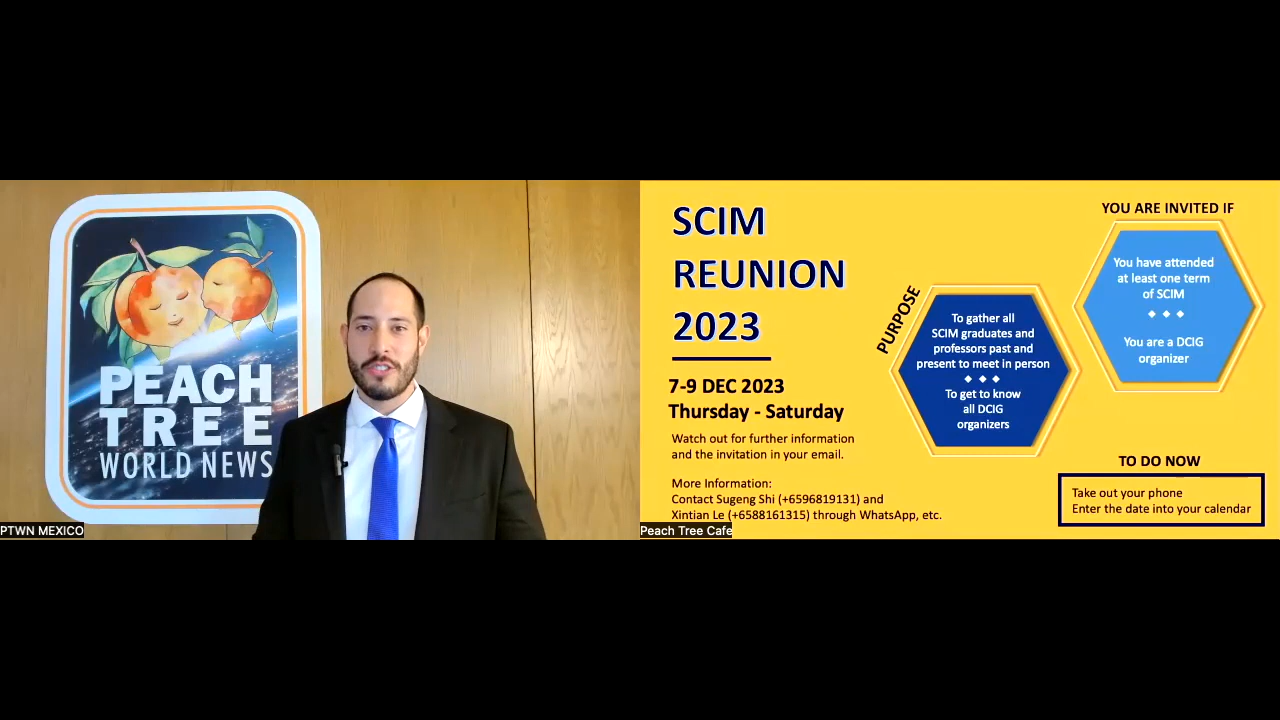 PEACH
TREE
WORLD NEWS
PTWN MEXICO
SCIM
REUNION
2023
7-9 DEC 2023
Thursday - Saturday
Watch out for further information
and the invitation in your email.
More Information:
Contact Sugeng Shi (+6596819131) and
Xintian Le (+6588161315) through WhatsApp, etc.
PURPOSE
To gather all
SCIM graduates and
professors past and
present to meet in person
To get to know
all DCIG
organizers
YOU ARE INVITED IF
You have attended
at least one term
of SCIM
You are a DCIG
organizer
TO DO NOW
Take out your phone
Enter the date into your calendar
Peach Tree Cafe